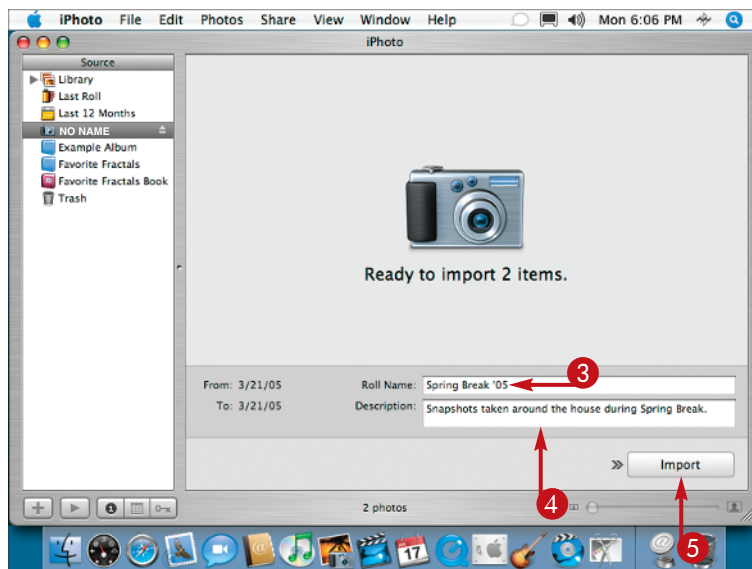 iPhoto File Edit Photos Share View Window Help Mon 6:06 PM
iPhoto
Source
Library
Last Roll
Last 12 Months
NO NAME
Example Album
Favorite Fractals
Favorite Fractals Book
Trash
Ready to import 2 items.
From: 3/21/05 Roll Name: Spring Break '05 3
To: 3/21/05 Description: Snapshots taken around the house during Spring Break.
Import
2 photos
4
5
17